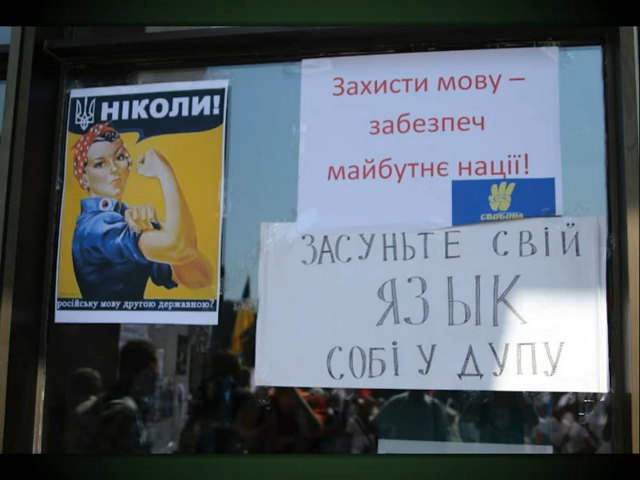 НІКОЛИ!
російську мову другою державною?
Захисти мову –
забезпеч
майбутнє нації!
СВОБОДА
ЗАСУНЬТЕ СВІЙ
ЯЗЫК
СОБІ У ДУПУ